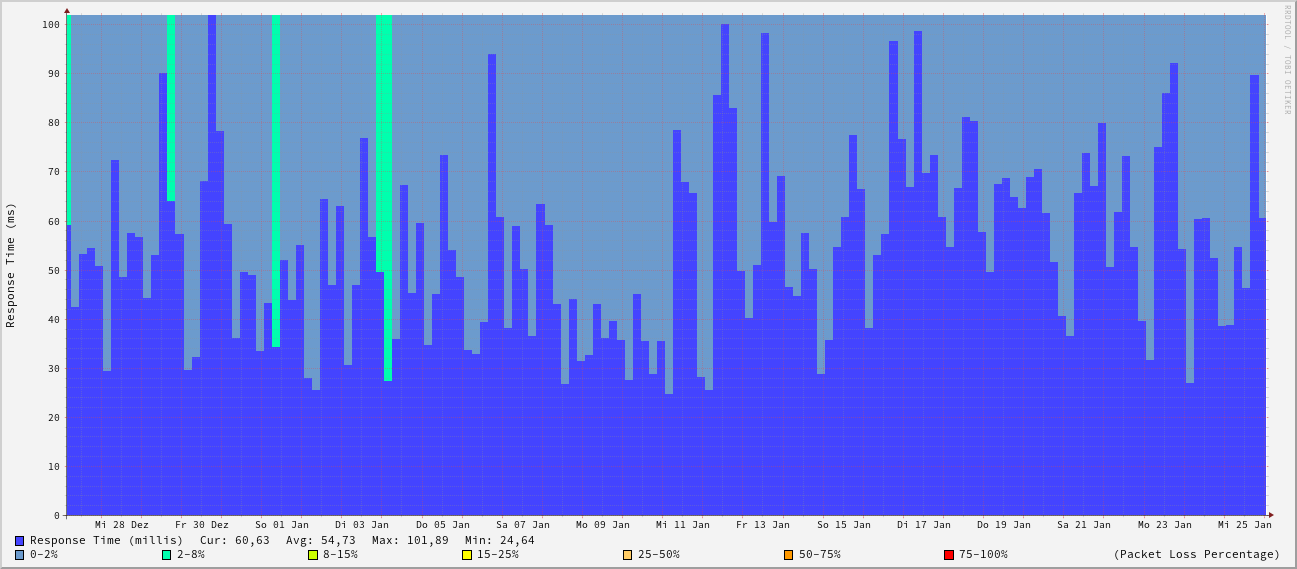 RRDTOOL / TOBI OETIKER
Response Time (ms)
100
90
80
70
60
50
40
30
20
10
0
Mi 28 Dez Fr 30 Dez So 01 Jan Di 03 Jan Do 05 Jan Sa 07 Jan Mo 09 Jan Mi 11 Jan Fr 13 Jan So 15 Jan Di 17 Jan Do 19 Jan Sa 21 Jan Mo 23 Jan Mi 25 Jan
Response Time (millis) Cur: 60,63 Avg: 54,73 Max: 101,89 Min: 24,64
0-2% 2-8% 8-15% 15-25% 25-50% 50-75% 75-100% (Packet Loss Percentage)